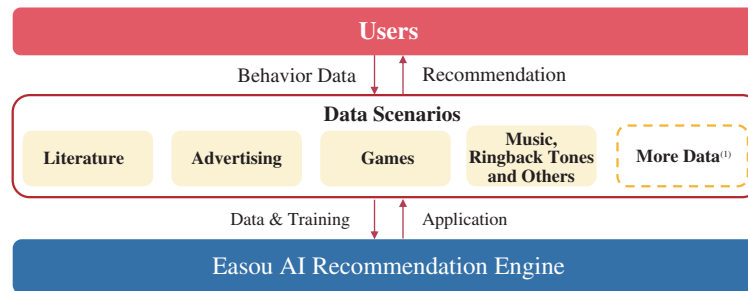 Users
Behavior Data
Recommendation
Data Scenarios
Literature
Advertising
Games
Music,
Ringback Tones
and Others
More Data(1)
Data & Training
Application
Easou AI Recommendation Engine